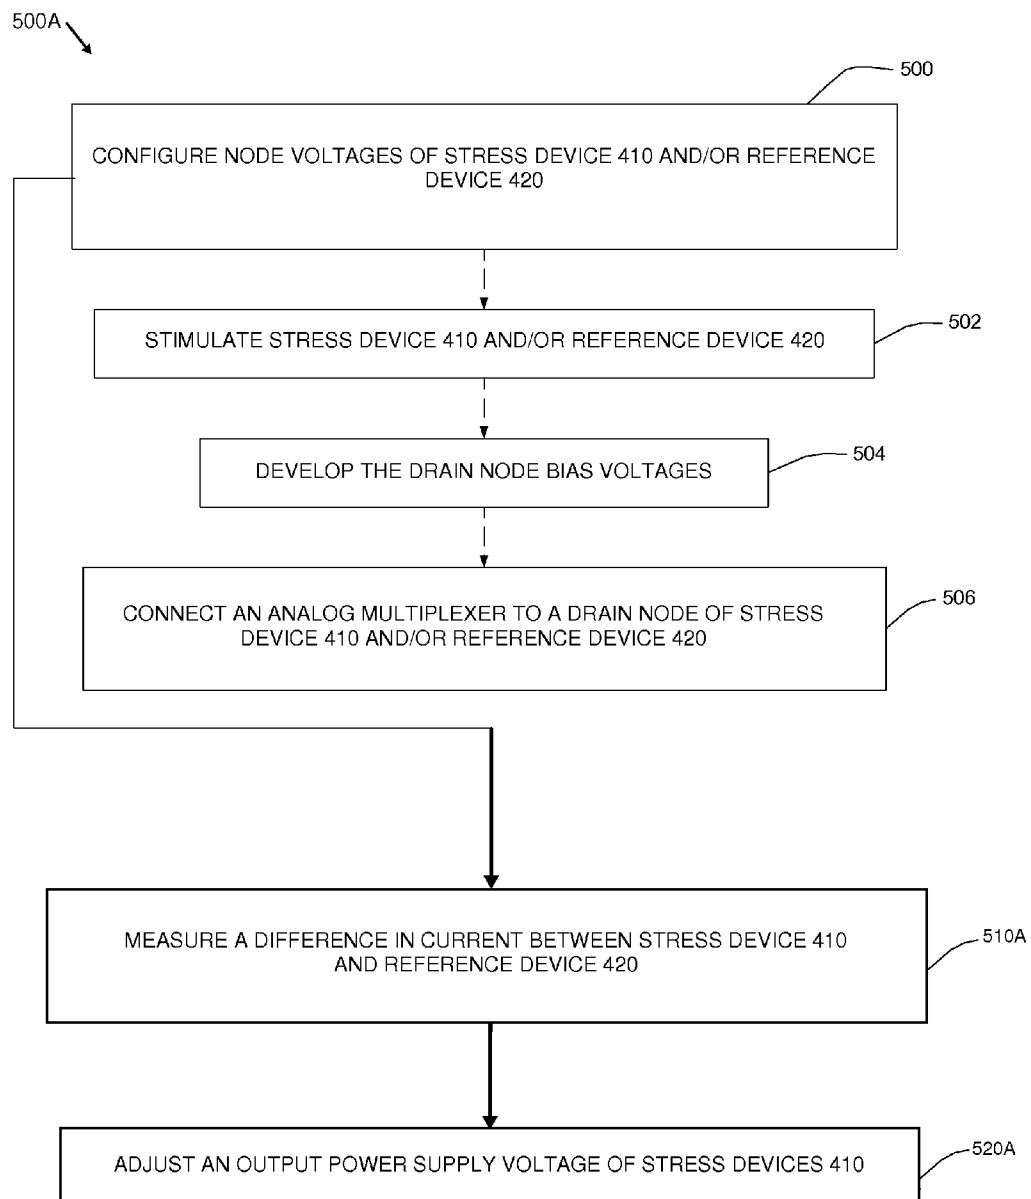 500A
500
CONFIGURE NODE VOLTAGES OF STRESS DEVICE 410 AND/OR REFERENCE
DEVICE 420
502
STIMULATE STRESS DEVICE 410 AND/OR REFERENCE DEVICE 420
504
DEVELOP THE DRAIN NODE BIAS VOLTAGES
506
CONNECT AN ANALOG MULTIPLEXER TO A DRAIN NODE OF STRESS
DEVICE 410 AND/OR REFERENCE DEVICE 420
510A
MEASURE A DIFFERENCE IN CURRENT BETWEEN STRESS DEVICE 410
AND REFERENCE DEVICE 420
520A
ADJUST AN OUTPUT POWER SUPPLY VOLTAGE OF STRESS DEVICES 410